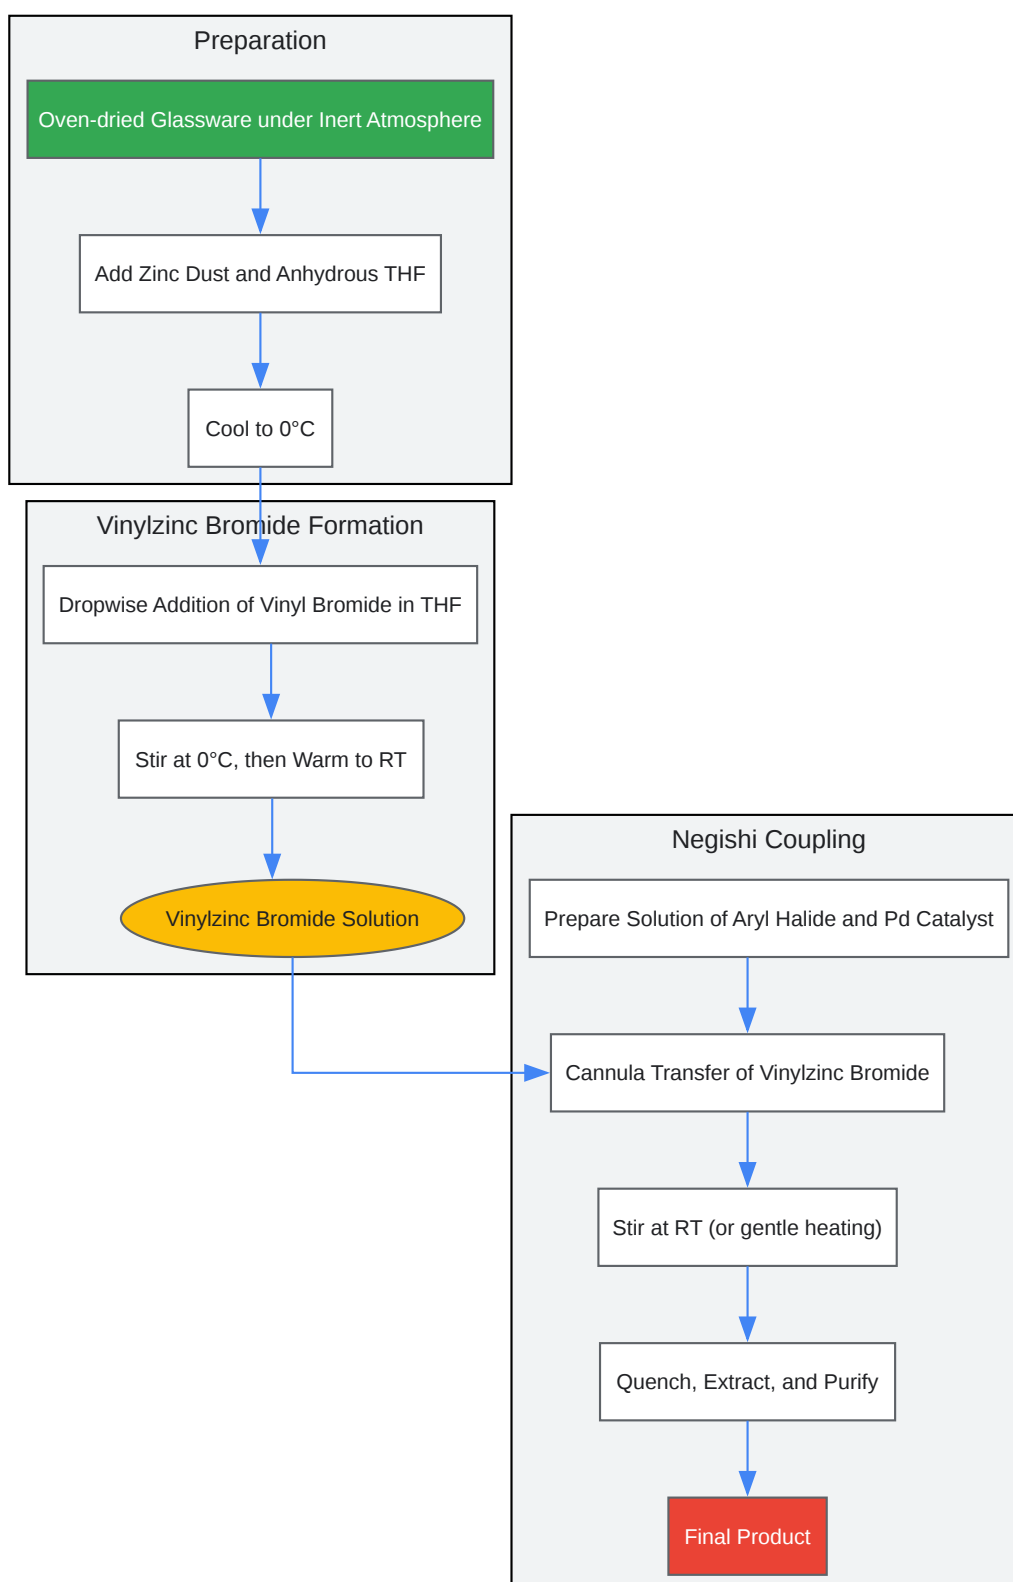 Preparation
Oven-dried Glassware under Inert Atmosphere
Add Zinc Dust and Anhydrous THF
Cool to 0°C
Vinylzinc Bromide Formation
Dropwise Addition of Vinyl Bromide in THF
Stir at 0°C, then Warm to RT
Vinylzinc Bromide Solution
Negishi Coupling
Prepare Solution of Aryl Halide and Pd Catalyst
Cannula Transfer of Vinylzinc Bromide
Stir at RT (or gentle heating)
Quench, Extract, and Purify
Final Product